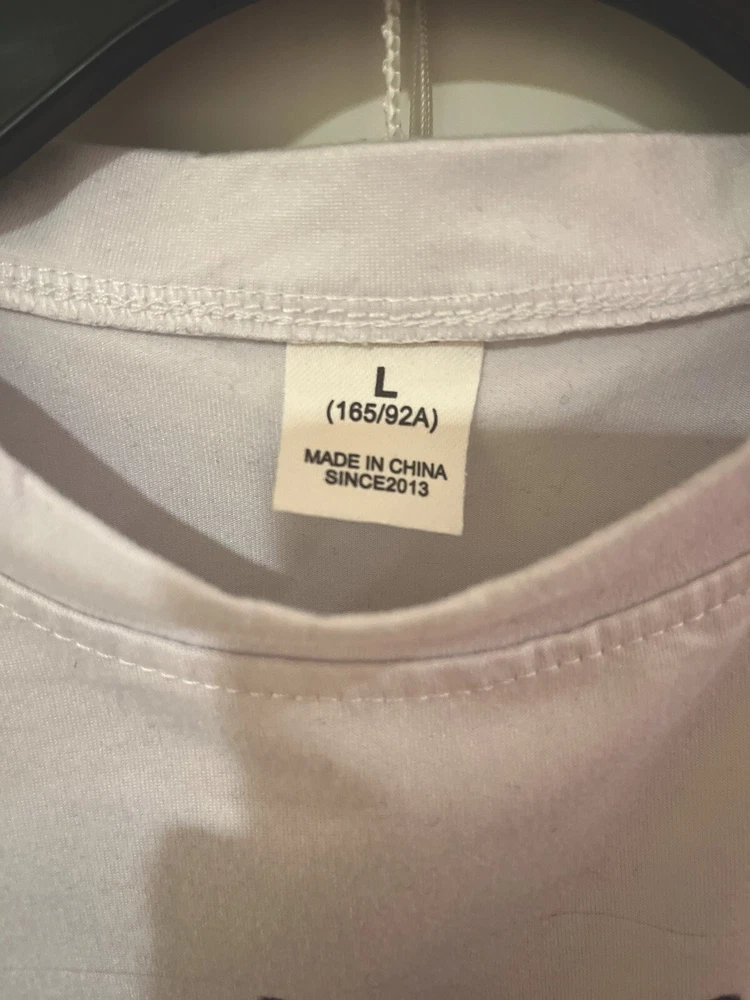 L
(165/92A)
MADE IN CHINA
SINCE2013